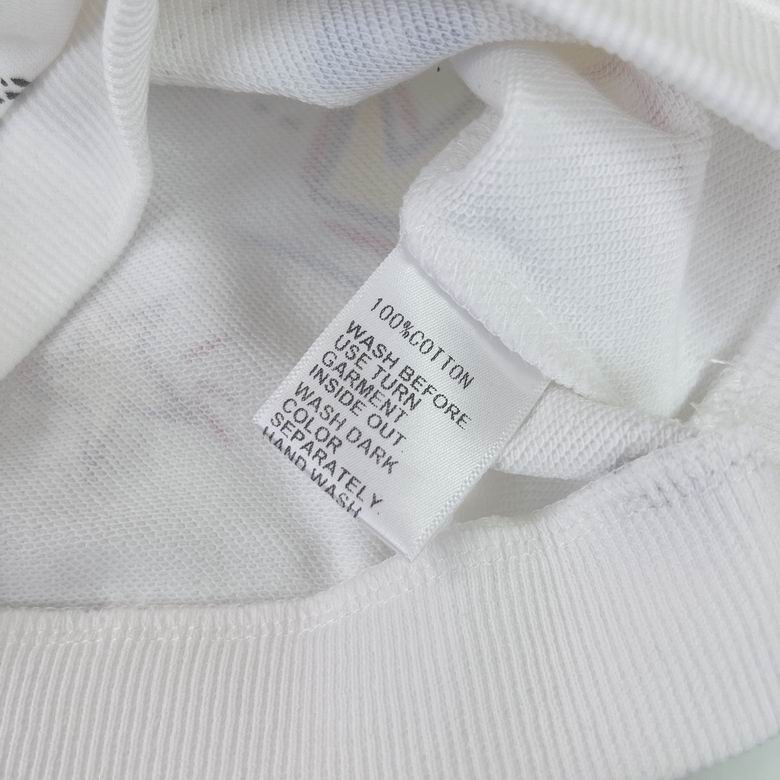 100%COTTON
WASH BEFORE
USE TURN
GARMENT
INSIDE OUT
WASH DARK
COLOR
SEPARATELY.
HAND WASH